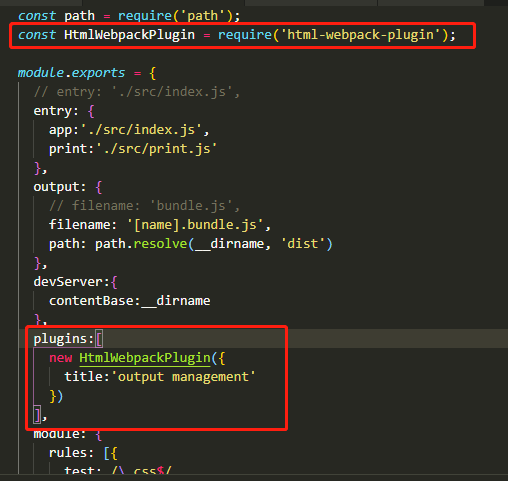 const path = require('path');
const HtmlWebpackPlugin = require('html-webpack-plugin');
module.exports = {
// entry: './src/index.js',
entry: {
app:'./src/index.js',
print:'./src/print.js'
},
output: {
// filename: 'bundle.js',
filename: '[name].bundle.js',
path: path.resolve(__dirname, 'dist')
},
devServer:{
contentBase:__dirname
},
plugins:[
new HtmlWebpackPlugin({
title:'output management'
})
],
module: {
rules: [{
test: /\.css$/